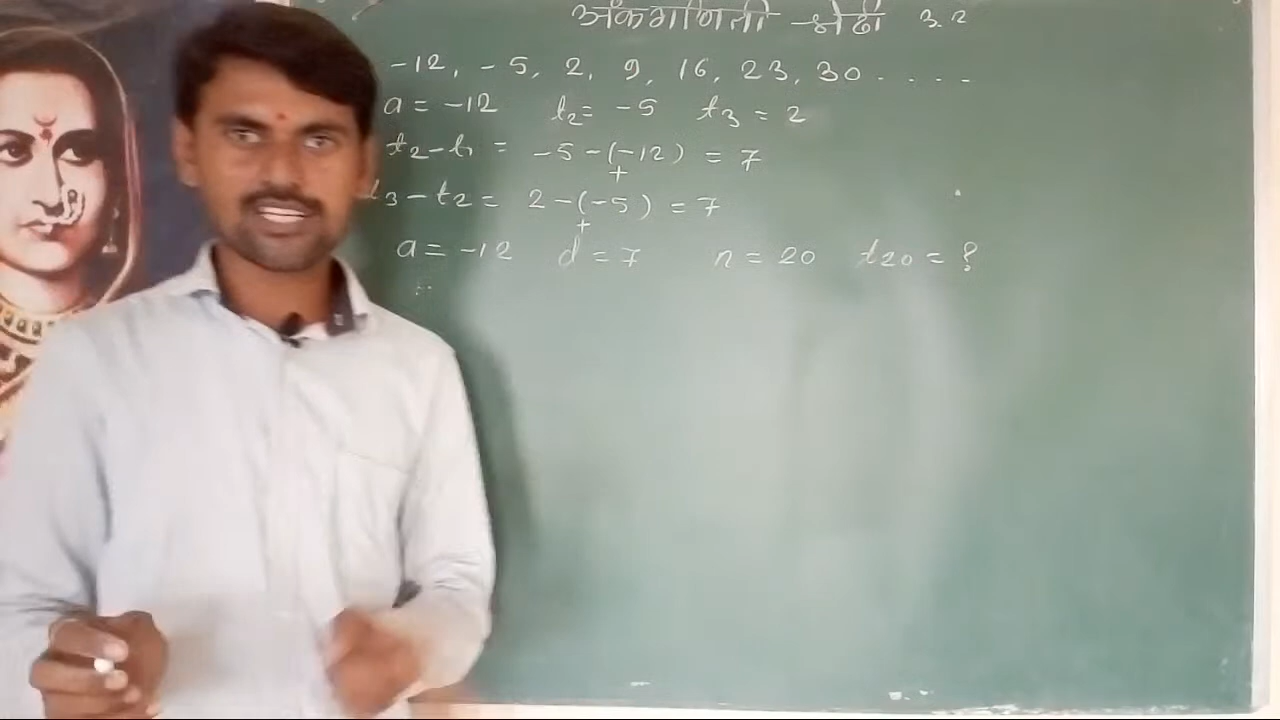 अंकगणिती श्रेढी 3.2
-12, -5, 2, 9, 16, 23, 30 . . . .
a = -12 t₂= -5 t₃ = 2
t₂-t₁ = -5-(-12) = 7
+
t₃-t₂ = 2-(-5) = 7
+
a = -12 d = 7 n = 20 t₂₀ = ?